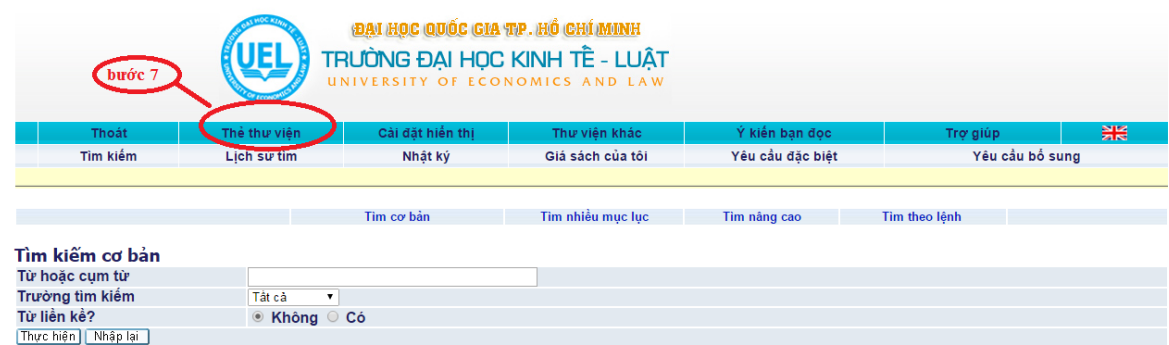 ĐẠI HỌC QUỐC GIA TP. HỒ CHÍ MINH
TRƯỜNG ĐẠI HỌC KINH TẾ - LUẬT
UNIVERSITY OF ECONOMICS AND LAW
UEL
bước 7
Thoát Thẻ thư viện Cài đặt hiển thị Thư viện khác Ý kiến bạn đọc Trợ giúp
Tìm kiếm Lịch sử tìm Nhật ký Giá sách của tôi Yêu cầu đặc biệt Yêu cầu bổ sung
Tìm cơ bản Tìm nhiều mục lục Tìm nâng cao Tìm theo lệnh
Tìm kiếm cơ bản
Từ hoặc cụm từ
Trường tìm kiếm Tất cả
Từ liền kề? Không Có
Thực hiện Nhập lại